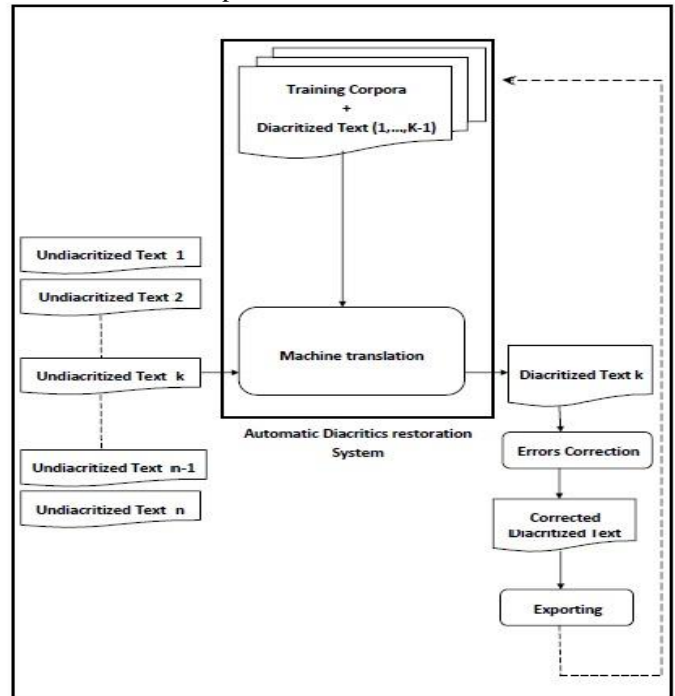 Training Corpora
+
Diacritized Text (1,...,K-1)
Undiacritized Text 1
Undiacritized Text 2
Undiacritized Text k
Machine translation
Diacritized Text k
Automatic Diacritics restoration
System
Errors Correction
Undiacritized Text n-1
Undiacritized Text n
Corrected
Diacritized Text
Exporting